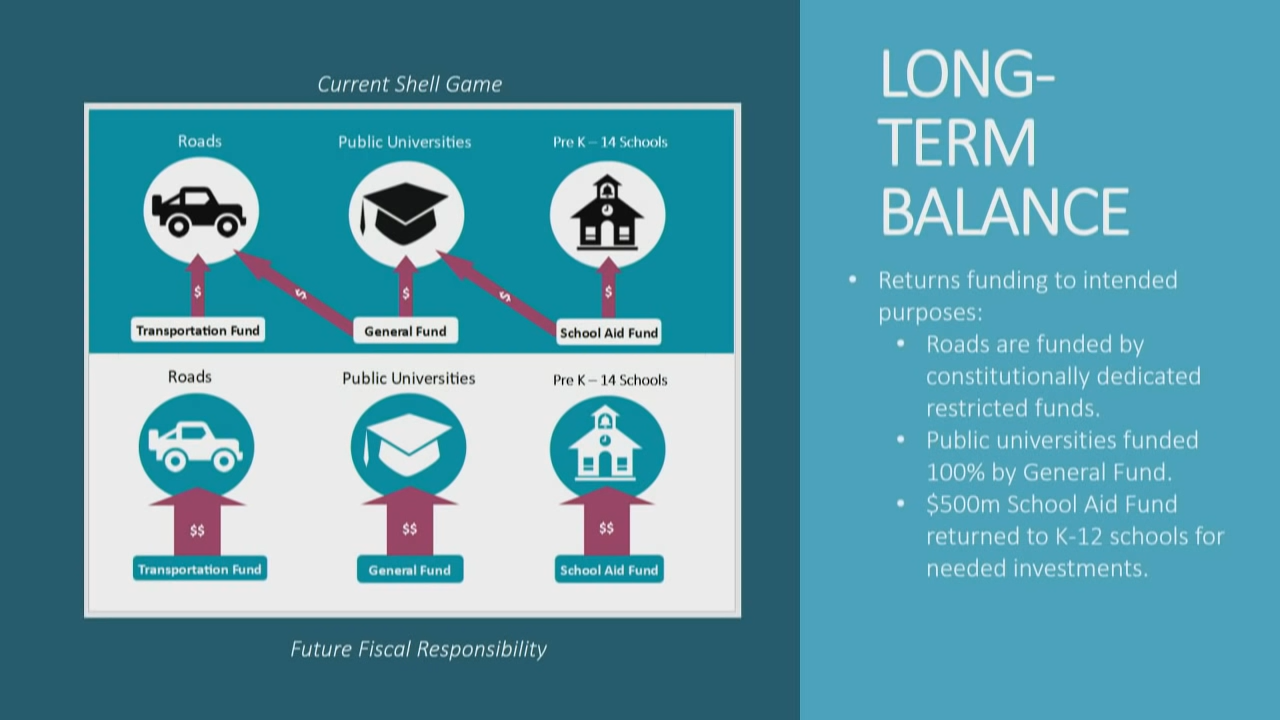 Current Shell Game
Roads
Public Universities
Pre K – 14 Schools
$
$
$
$
$
Transportation Fund
General Fund
School Aid Fund
Roads
Public Universities
Pre K – 14 Schools
$$
$$
$$
Transportation Fund
General Fund
School Aid Fund
Future Fiscal Responsibility
LONG-
TERM
BALANCE
• Returns funding to intended
purposes:
• Roads are funded by
constitutionally dedicated
restricted funds.
• Public universities funded
100% by General Fund.
• $500m School Aid Fund
returned to K-12 schools for
needed investments.